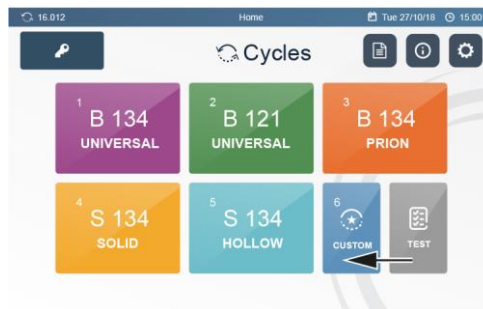 16.012 Home Tue 27/10/18 15:00
Cycles
1 B 134 UNIVERSAL
2 B 121 UNIVERSAL
3 B 134 PRION
4 S 134 SOLID
5 S 134 HOLLOW
6 CUSTOM
TEST